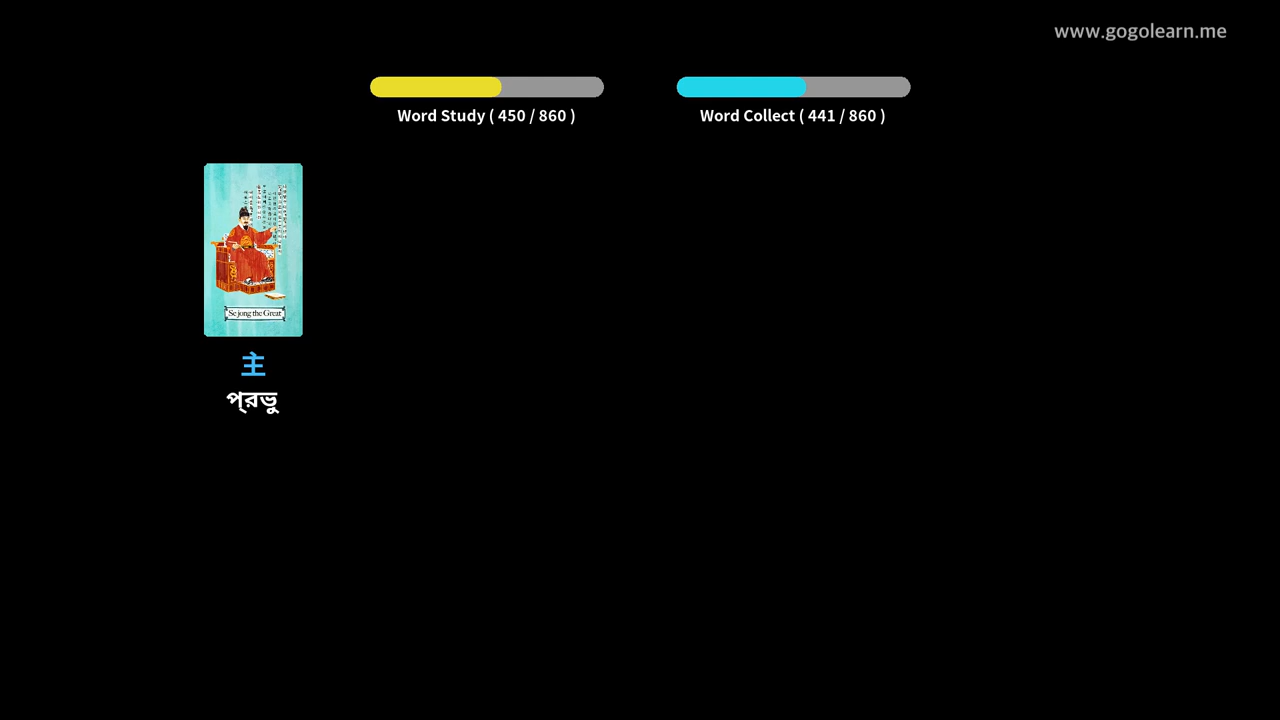 www.gogolearn.me
Word Study ( 450 / 860 )
Word Collect ( 441 / 860 )
Se jong the Great
主
প্রভু